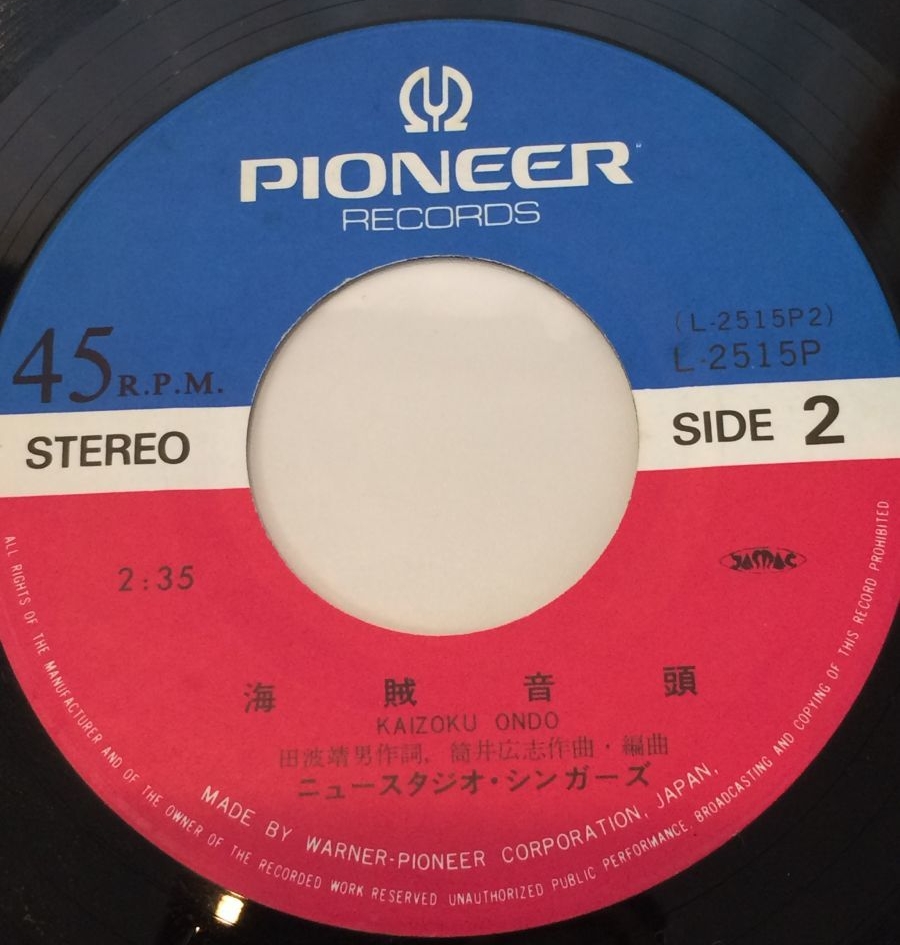 PIONEER
RECORDS
(L-2515P2)
L-2515P
45 R.P.M.
STEREO
SIDE 2
2:35
JASRAC
海賊音頭
KAIZOKU ONDO
田波靖男作詞、筒井広志作曲・編曲
ニュースタジオ・シンガーズ
MADE BY WARNER-PIONEER CORPORATION, JAPAN,
ALL RIGHTS OF THE MANUFACTURER AND OF THE OWNER OF THE RECORDED WORK RESERVED UNAUTHORIZED PUBLIC PERFORMANCE, BROADCASTING AND COPYING OF THIS RECORD PROHIBITED